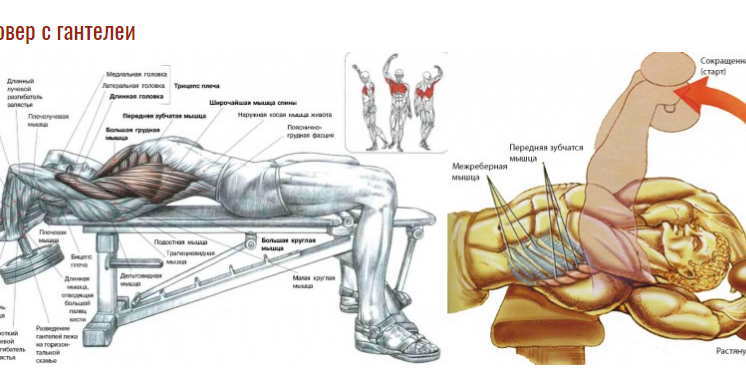 овер с гантелеи
Длинный
лучевой
разгибатель
запястья
Плечелучевая
мышца
Медиальная головка
Латеральная головка
Длинная головка
Трицепс плеча
Передняя зубчатая мышца
Большая грудная
мышца
Широчайшая мышца спины
Наружная косая мышца живота
Пояснично-
грудная фасция
Плечевая
мышца
Бицепс
плеча
Длинная
мышца,
отводящая
большой
палец
кисти
Подостная мышца
Трапециевидная
мышца
Дельтовидная
мышца
Большая круглая
мышца
Малая круглая
мышца
Разведение
гантелей лежа
на горизон-
тальной
скамье
Сокращенна
(старт)
Передняя зубчатся
мышца
Межреберная
мышца
Растяну